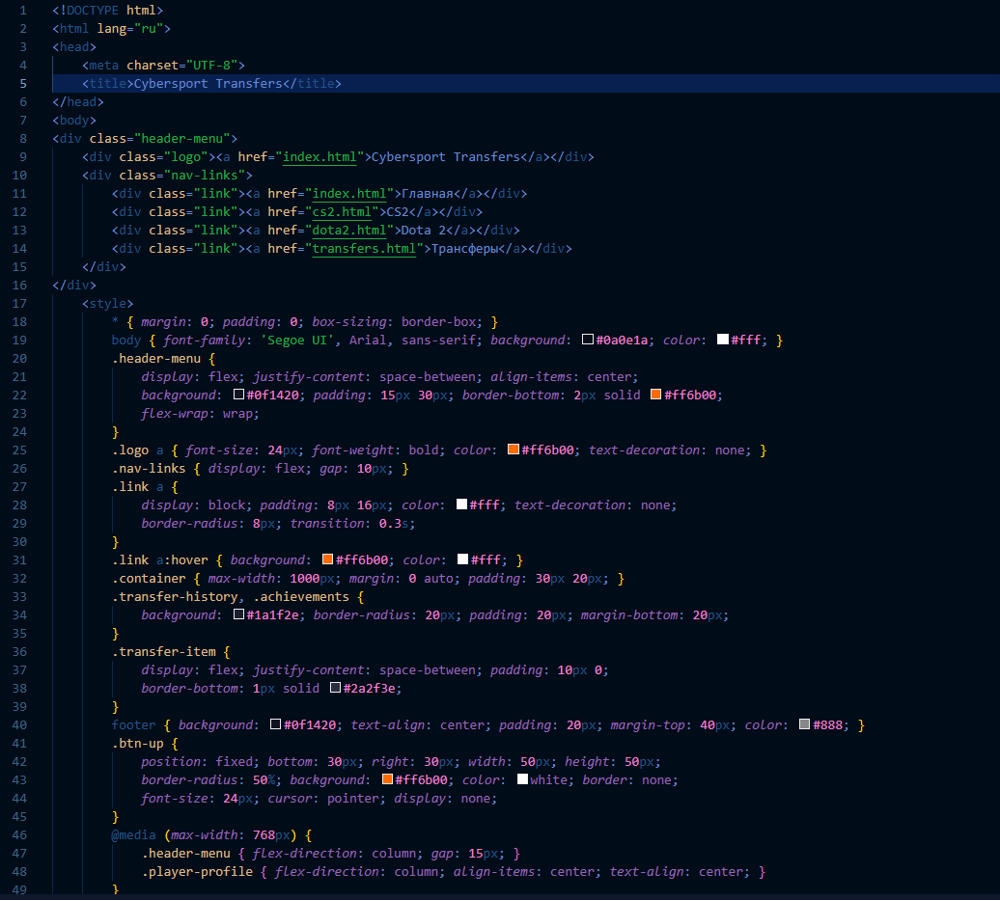 1 <!DOCTYPE html>
2 <html lang="ru">
3 <head>
4 <meta charset="UTF-8">
5 <title>Cybersport Transfers</title>
6 </head>
7 <body>
8 <div class="header-menu">
9 <div class="logo"><a href="index.html">Cybersport Transfers</a></div>
10 <div class="nav-links">
11 <div class="link"><a href="index.html">Главная</a></div>
12 <div class="link"><a href="cs2.html">CS2</a></div>
13 <div class="link"><a href="dota2.html">Dota 2</a></div>
14 <div class="link"><a href="transfers.html">Трансферы</a></div>
15 </div>
16 </div>
17 <style>
18 * { margin: 0; padding: 0; box-sizing: border-box; }
19 body { font-family: 'Segoe UI', Arial, sans-serif; background: #0a0e1a; color: #fff; }
20 .header-menu {
21 display: flex; justify-content: space-between; align-items: center;
22 background: #0f1420; padding: 15px 30px; border-bottom: 2px solid #ff6b00;
23 flex-wrap: wrap;
24 }
25 .logo a { font-size: 24px; font-weight: bold; color: #ff6b00; text-decoration: none; }
26 .nav-links { display: flex; gap: 10px; }
27 .link a {
28 display: block; padding: 8px 16px; color: #fff; text-decoration: none;
29 border-radius: 8px; transition: 0.3s;
30 }
31 .link a:hover { background: #ff6b00; color: #fff; }
32 .container { max-width: 1000px; margin: 0 auto; padding: 30px 20px; }
33 .transfer-history, .achievements {
34 background: #1a1f2e; border-radius: 20px; padding: 20px; margin-bottom: 20px;
35 }
36 .transfer-item {
37 display: flex; justify-content: space-between; padding: 10px 0;
38 border-bottom: 1px solid #2a2f3e;
39 }
40 footer { background: #0f1420; text-align: center; padding: 20px; margin-top: 40px; color: #888; }
41 .btn-up {
42 position: fixed; bottom: 30px; right: 30px; width: 50px; height: 50px;
43 border-radius: 50%; background: #ff6b00; color: white; border: none;
44 font-size: 24px; cursor: pointer; display: none;
45 }
46 @media (max-width: 768px) {
47 .header-menu { flex-direction: column; gap: 15px; }
48 .player-profile { flex-direction: column; align-items: center; text-align: center; }
49 }